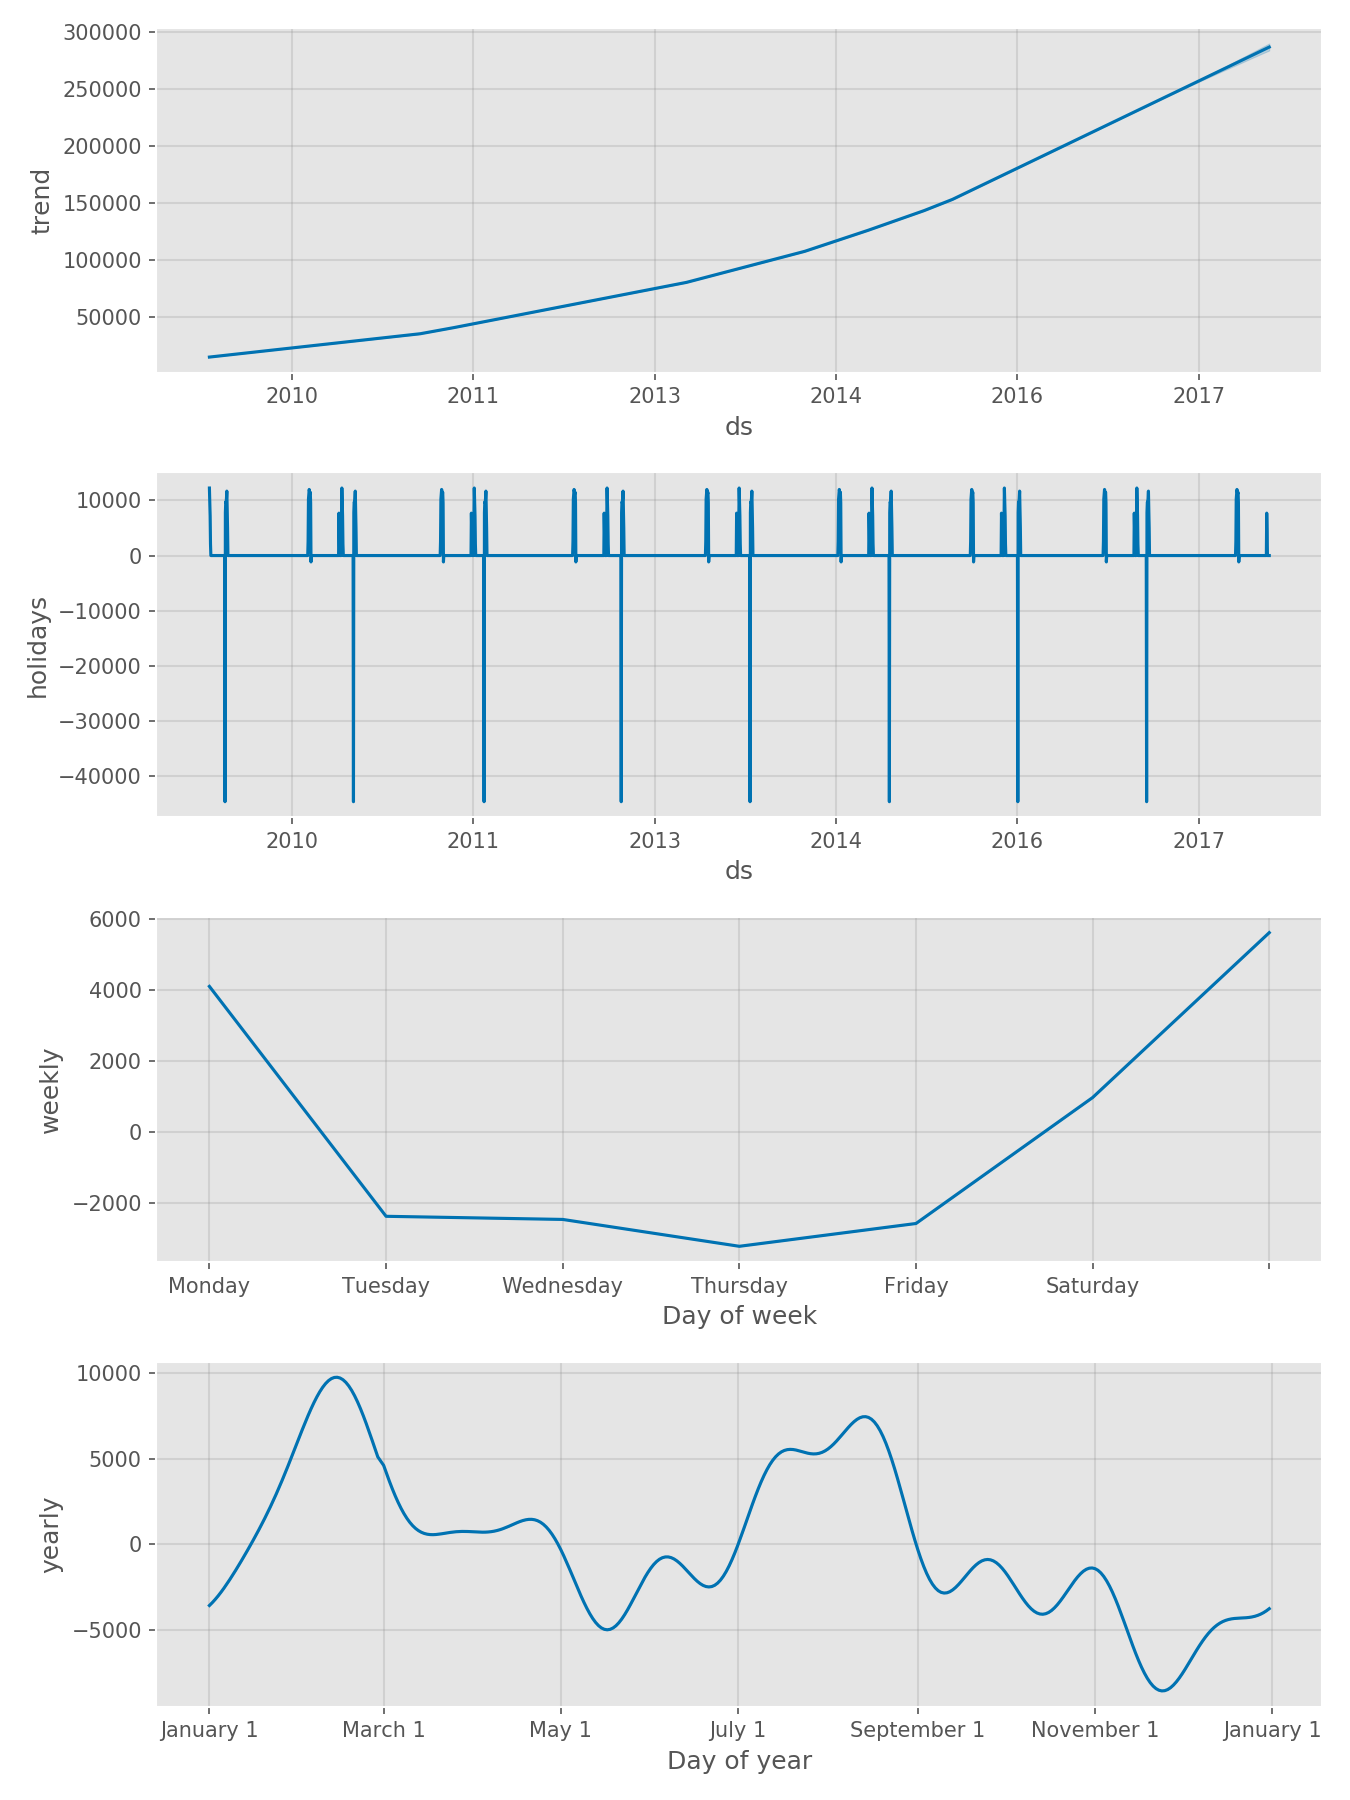 300000
250000
200000
150000
100000
50000
trend
2010 2011 2013 2014 2016 2017
ds
10000
0
−10000
−20000
−30000
−40000
holidays
2010 2011 2013 2014 2016 2017
ds
6000
4000
2000
0
−2000
weekly
Monday Tuesday Wednesday Thursday Friday Saturday
Day of week
10000
5000
0
−5000
yearly
January 1 March 1 May 1 July 1 September 1 November 1 January 1
Day of year